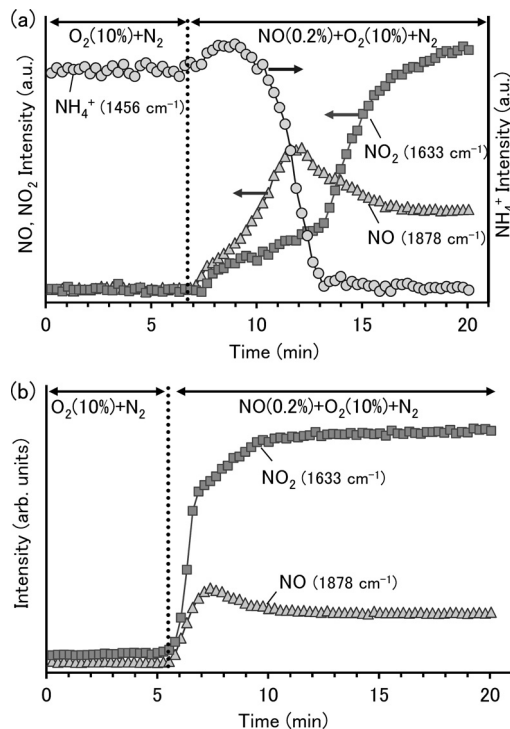 (a)
O₂(10%)+N₂
NO(0.2%)+O₂(10%)+N₂
NH₄⁺ (1456 cm⁻¹)
NO₂ (1633 cm⁻¹)
NO
(1878 cm⁻¹)
NO, NO₂ Intensity (a.u.)
NH₄⁺ Intensity (a.u.)
0 5 10 15 20
Time (min)
(b)
O₂(10%)+N₂
NO(0.2%)+O₂(10%)+N₂
NO₂ (1633 cm⁻¹)
NO (1878 cm⁻¹)
Intensity (arb. units)
0 5 10 15 20
Time (min)